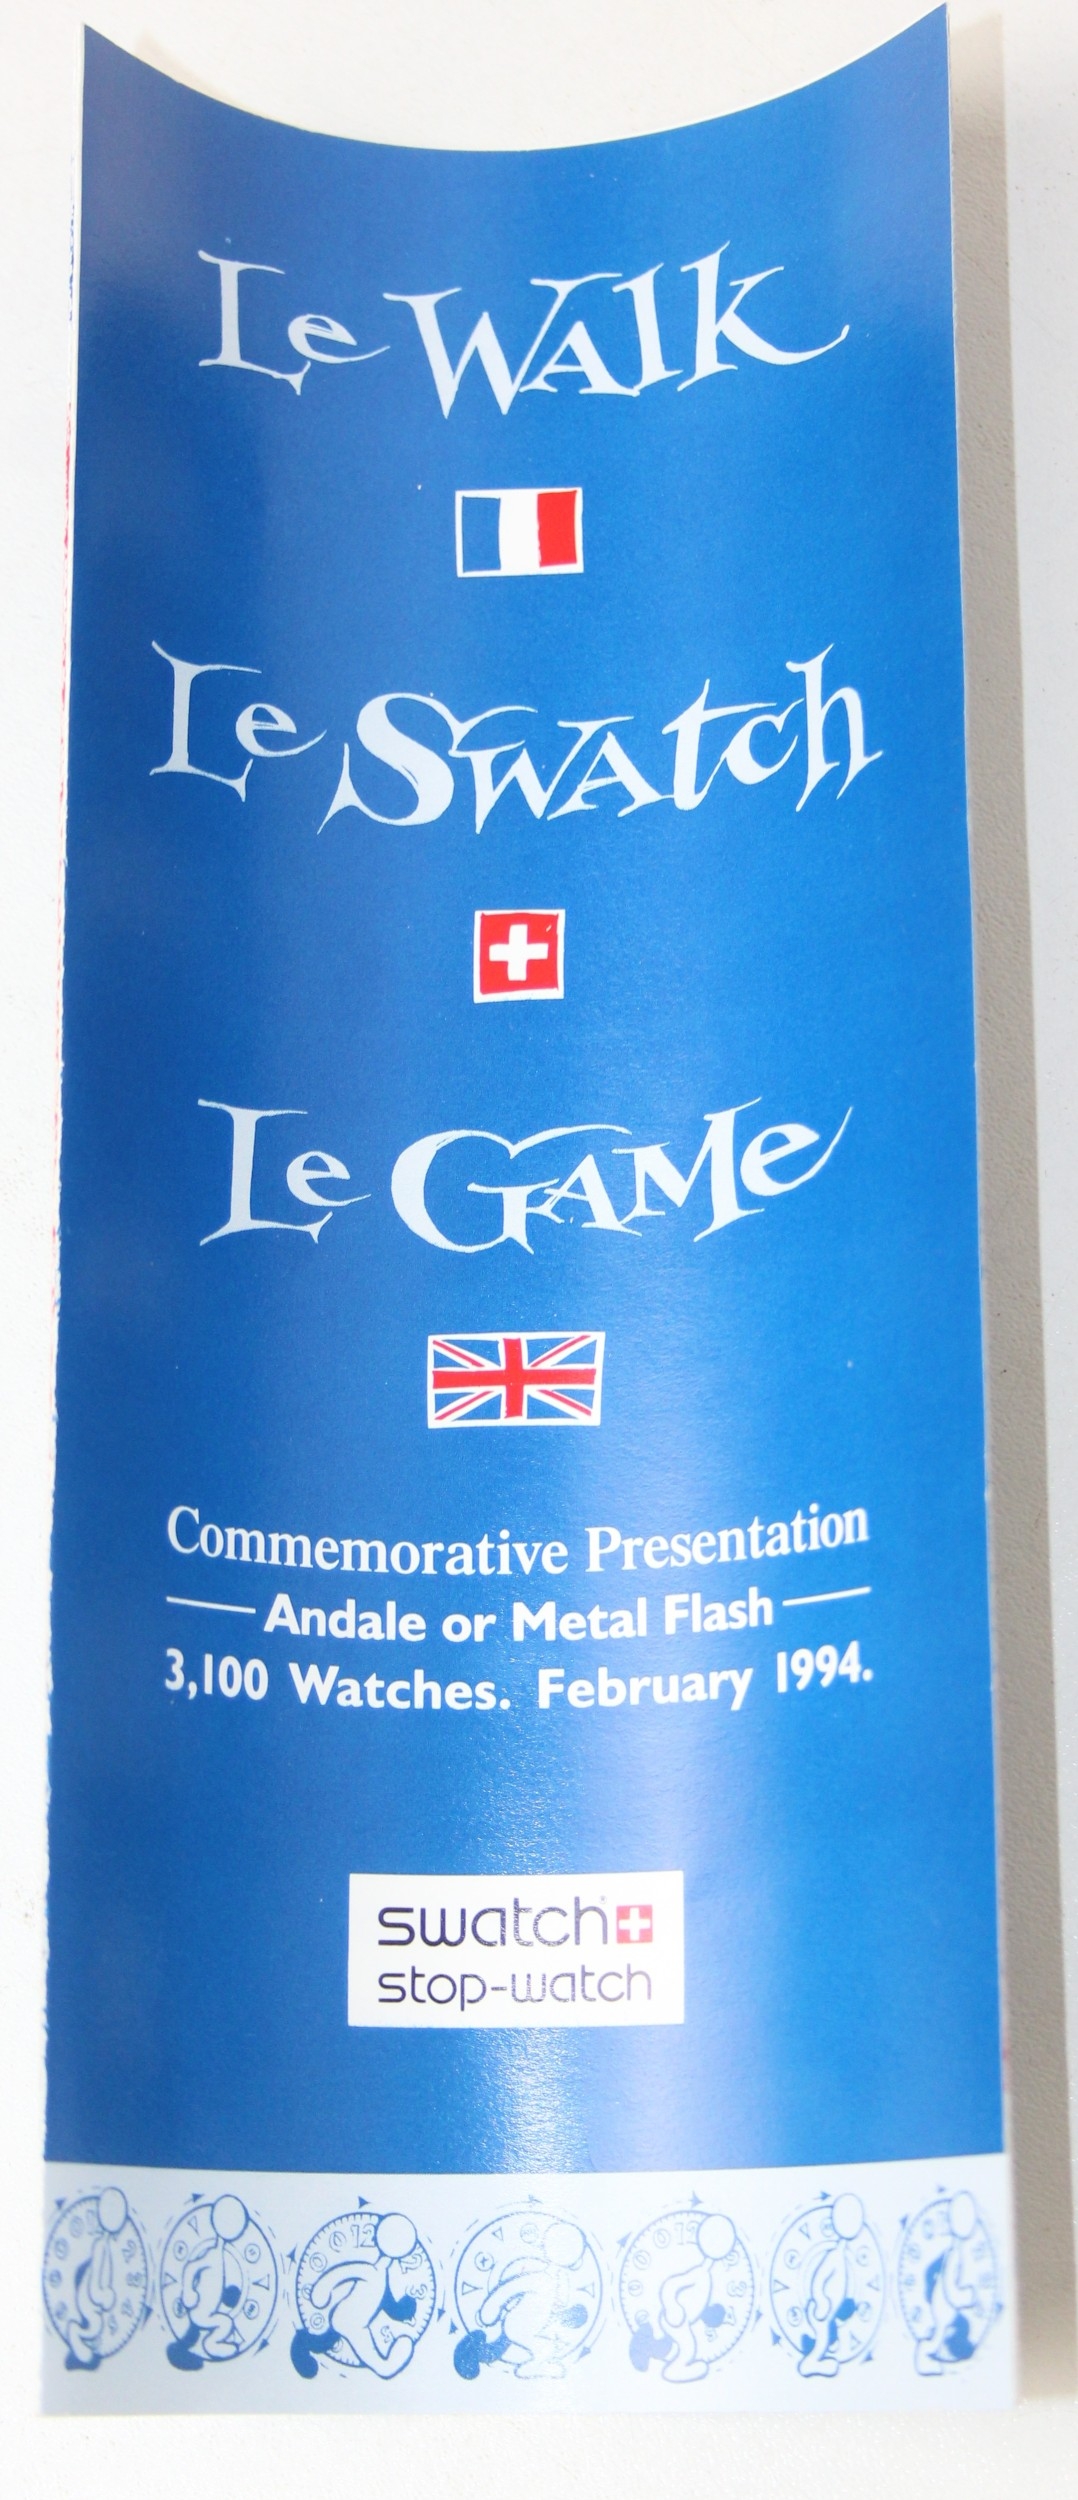 Le Walk
Le Swatch
Le Game
Commemorative Presentation
Andale or Metal Flash
3,100 Watches. February 1994.
swatch
stop-watch